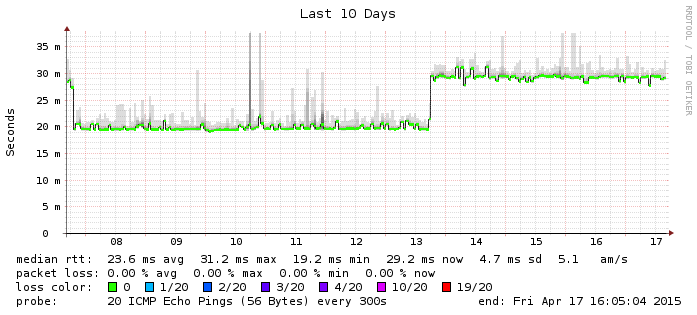 Last 10 Days
RRDTOOL / TOBI OETIKER
Seconds
35 m
30 m
25 m
20 m
15 m
10 m
5 m
0
08 09 10 11 12 13 14 15 16 17
median rtt: 23.6 ms avg 31.2 ms max 19.2 ms min 29.2 ms now 4.7 ms sd 5.1 am/s
packet loss: 0.00 % avg 0.00 % max 0.00 % min 0.00 % now
loss color: 0 1/20 2/20 3/20 4/20 10/20 19/20
probe: 20 ICMP Echo Pings (56 Bytes) every 300s end: Fri Apr 17 16:05:04 2015